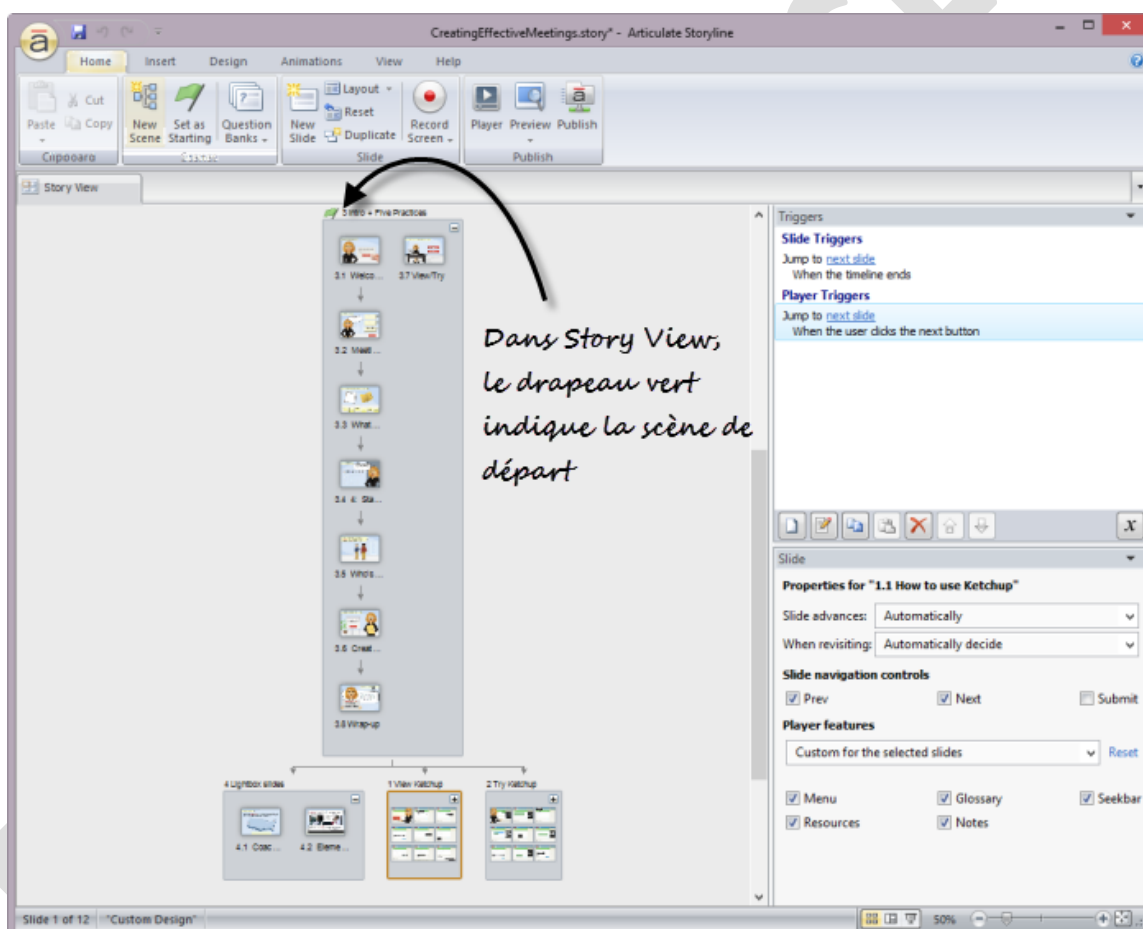 CreatingEffectiveMeetings.story* - Articulate Storyline
Home Insert Design Animations View Help
Paste Cut Copy
New Scene Set as Starting Question Banks
New Slide Layout Reset Duplicate Record Screen
Player Preview Publish
Slide Publish
Story View
3 Intro + Five Practices
3.1 Welco... 3.7 View/Try
3.2 Meet ...
3.3 What...
3.4 4 Sta...
3.5 Who's ...
3.6 Creat...
3.8 Wrap-up
4 Lightbox slides 1 View Ketchup 2 Try Ketchup
4.1 Coac... 4.2 Eleme...
Dans Story View,
le drapeau vert
indique la scène de
départ
Triggers
Slide Triggers
Jump to next slide
When the timeline ends
Player Triggers
Jump to next slide
When the user clicks the next button
x
Slide
Properties for "1.1 How to use Ketchup"
Slide advances: Automatically
When revisiting: Automatically decide
Slide navigation controls
Prev Next Submit
Player features
Custom for the selected slides Reset
Menu Glossary Seekbar
Resources Notes
Slide 1 of 12 "Custom Design" 50%